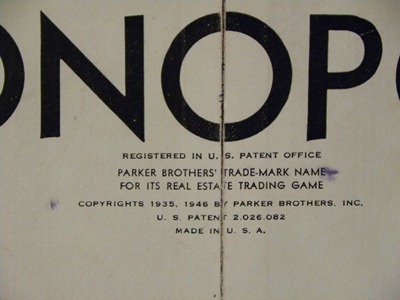 ONOPO
REGISTERED IN U. S. PATENT OFFICE
PARKER BROTHERS' TRADE-MARK NAME
FOR ITS REAL ESTATE TRADING GAME
COPYRIGHTS 1935, 1946 BY PARKER BROTHERS, INC.
U. S. PATENT 2.026.082
MADE IN U. S. A.